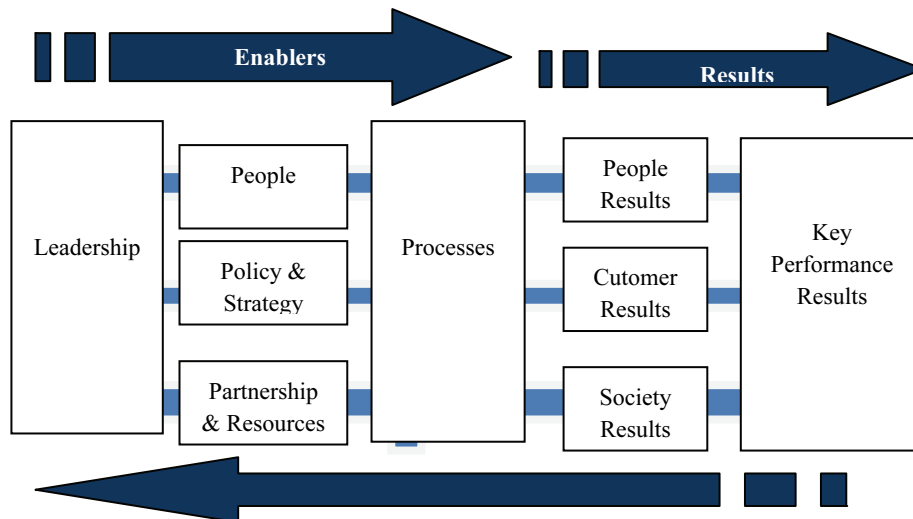 Enablers
Results
Leadership
People
Policy &
Strategy
Partnership
& Resources
Processes
People
Results
Cutomer
Results
Society
Results
Key
Performance
Results